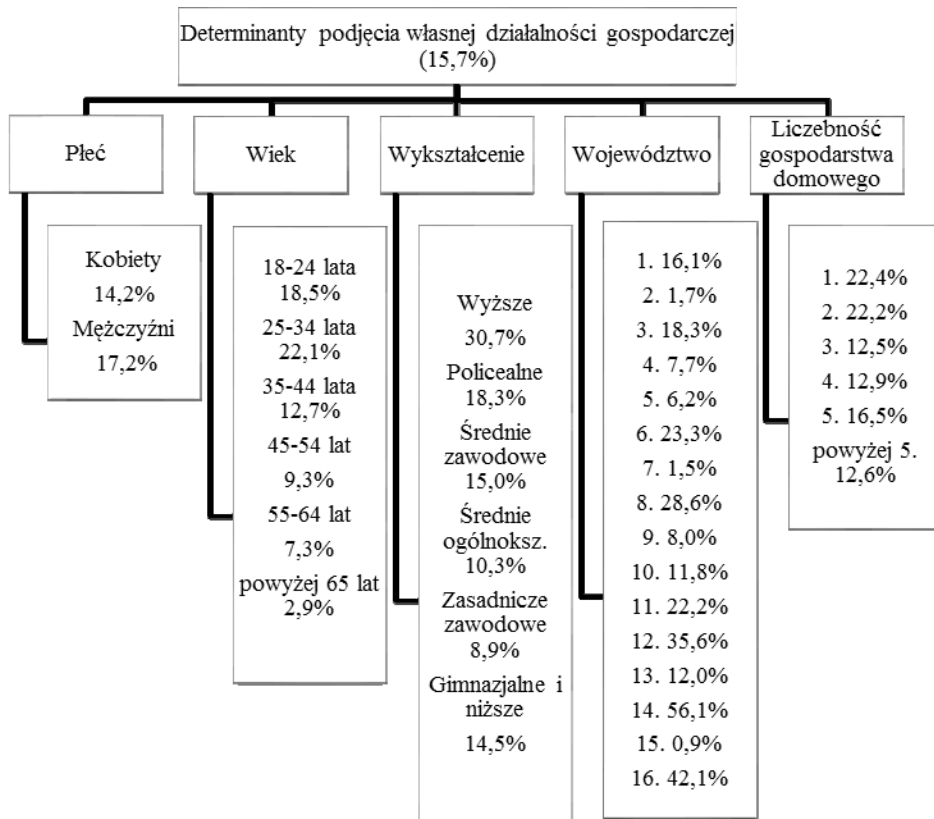 Determinanty podjęcia własnej działalności gospodarczej
(15,7%)
Płeć
Kobiety
14,2%
Mężczyźni
17,2%
Wiek
18-24 lata
18,5%
25-34 lata
22,1%
35-44 lata
12,7%
45-54 lat
9,3%
55-64 lat
7,3%
powyżej 65 lat
2,9%
Wykształcenie
Wyższe
30,7%
Policealne
18,3%
Średnie
zawodowe
15,0%
Średnie
ogólnoksz.
10,3%
Zasadnicze
zawodowe
8,9%
Gimnazjalne i
niższe
14,5%
Województwo
1. 16,1%
2. 1,7%
3. 18,3%
4. 7,7%
5. 6,2%
6. 23,3%
7. 1,5%
8. 28,6%
9. 8,0%
10. 11,8%
11. 22,2%
12. 35,6%
13. 12,0%
14. 56,1%
15. 0,9%
16. 42,1%
Liczebność
gospodarstwa
domowego
1. 22,4%
2. 22,2%
3. 12,5%
4. 12,9%
5. 16,5%
powyżej 5.
12,6%